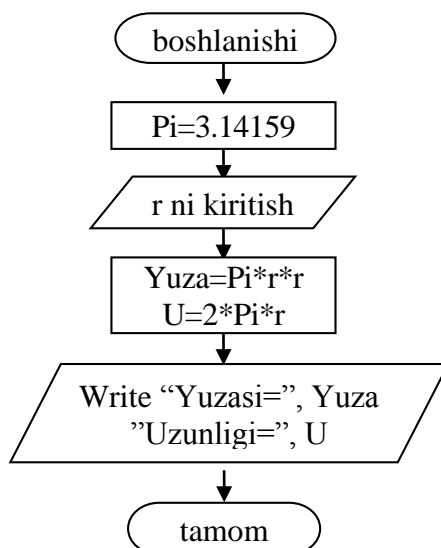 boshlanishi
Pi=3.14159
r ni kiritish
Yuza=Pi*r*r
U=2*Pi*r
Write “Yuzasi=”, Yuza
”Uzunligi=”, U
tamom